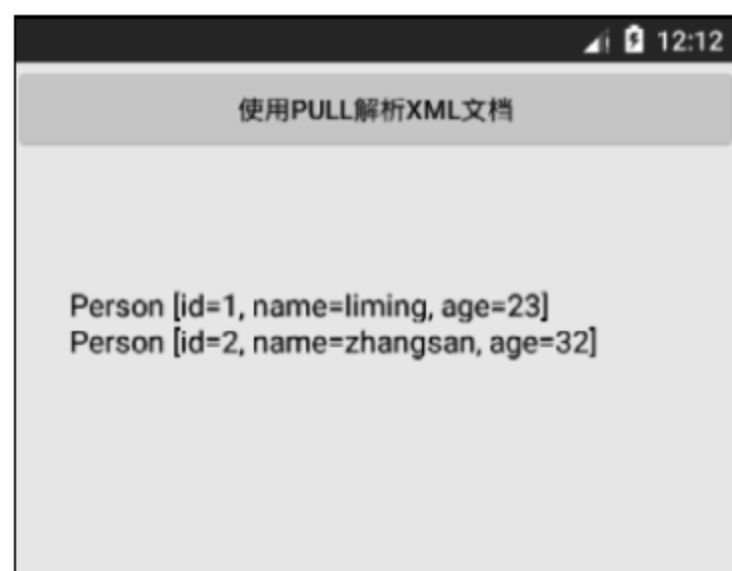 12:12
使用PULL解析XML文档
Person [id=1, name=liming, age=23]
Person [id=2, name=zhangsan, age=32]